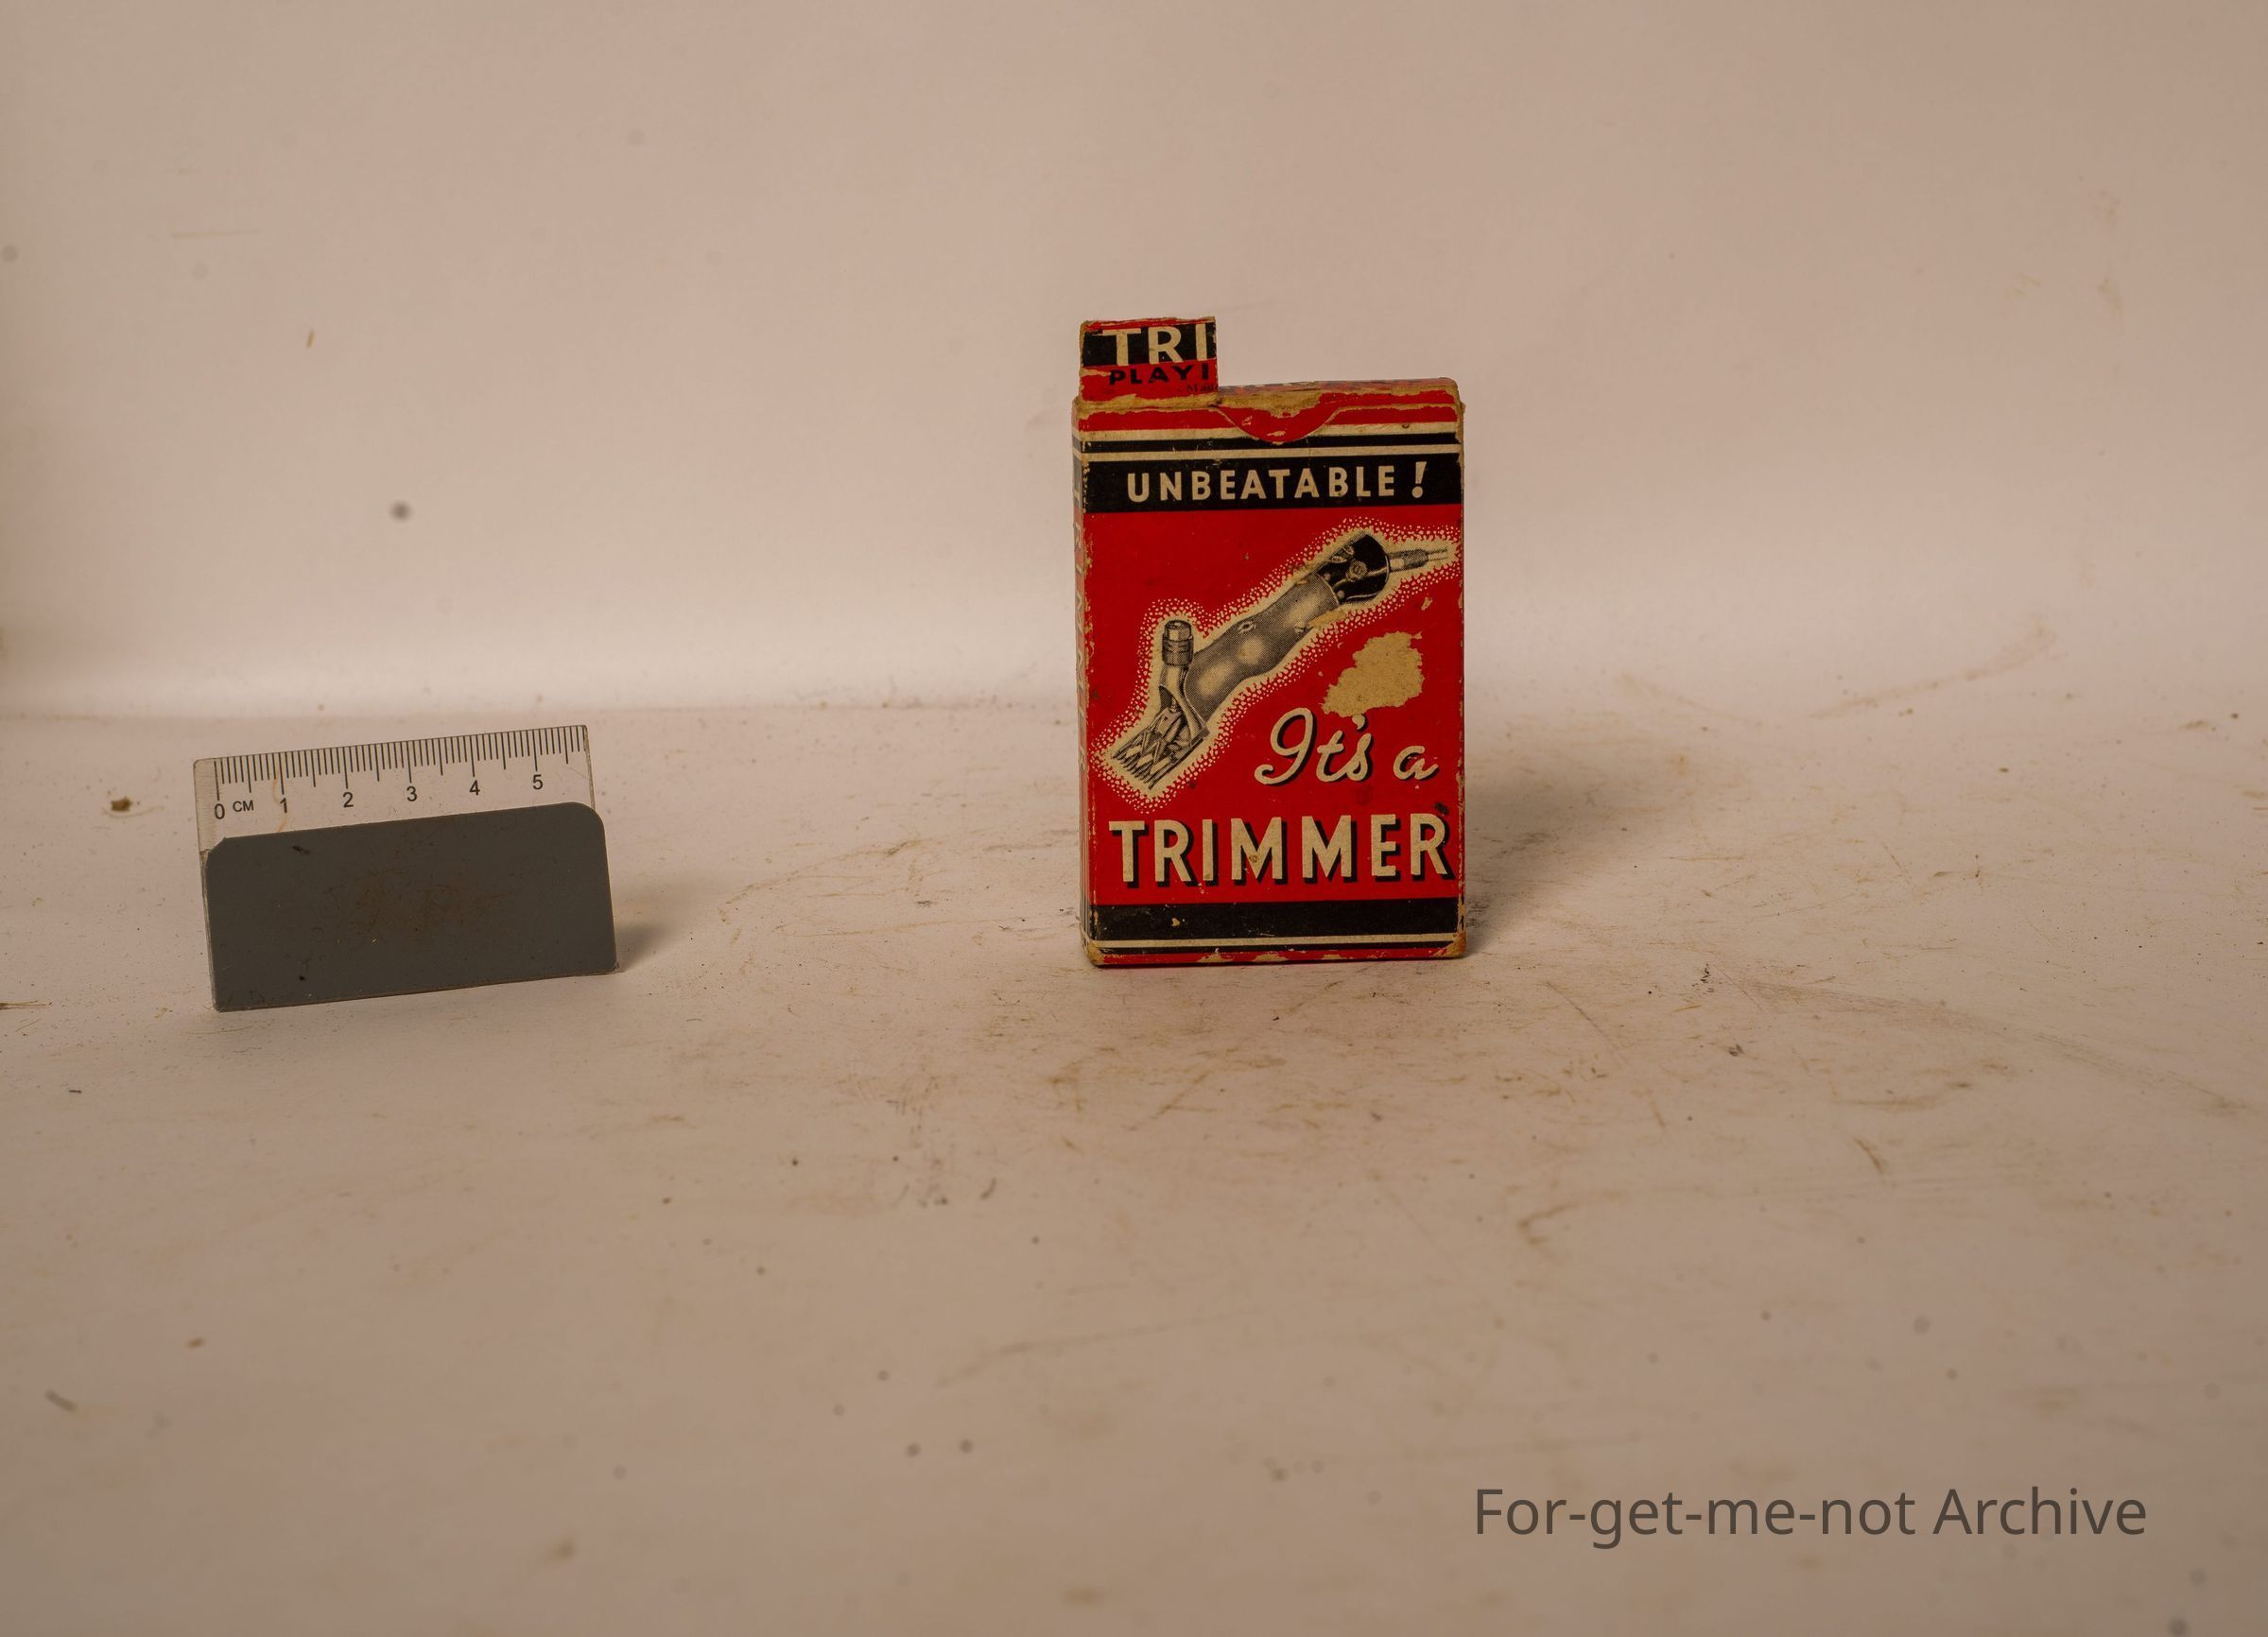 TRI
PLAYI
UNBEATABLE!
It's a
TRIMMER
0 CM 1 2 3 4 5
For-get-me-not Archive